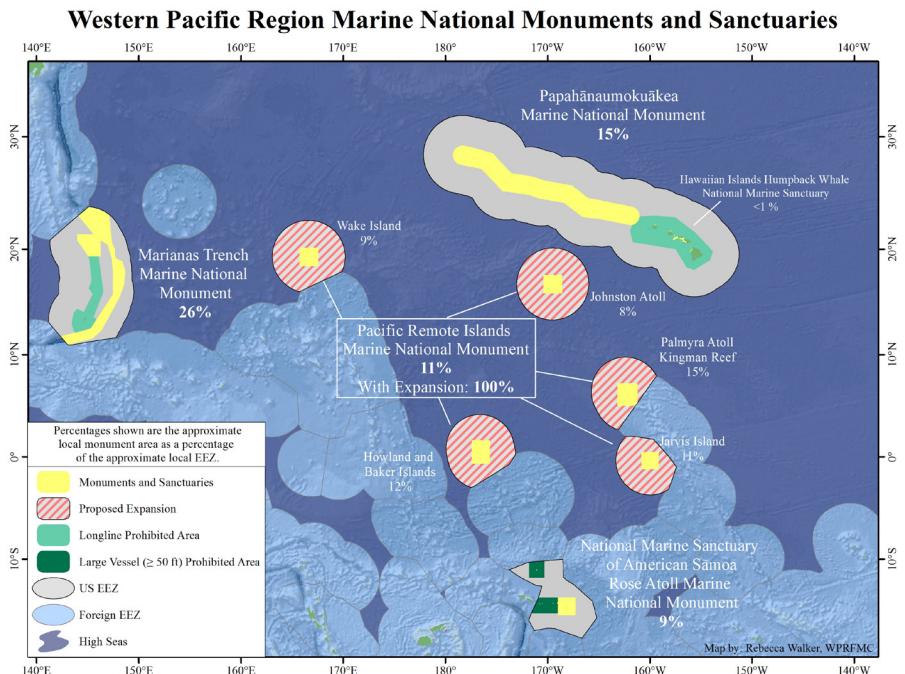 Western Pacific Region Marine National Monuments and Sanctuaries
140°E 150°E 160°E 170°E 180° 170°W 160°W 150°W 140°W
30°N
20°N
10°N
0°
10°S
30°N
20°N
10°N
0°
10°S
Papahānaumokuākea
Marine National Monument
15%
Hawaiian Islands Humpback Whale
National Marine Sanctuary
<1 %
Wake Island
9%
Marianas Trench
Marine National
Monument
26%
Johnston Atoll
8%
Pacific Remote Islands
Marine National Monument
11%
With Expansion: 100%
Palmyra Atoll
Kingman Reef
15%
Jarvis Island
11%
Howland and
Baker Islands
12%
National Marine Sanctuary
of American Sāmoa
Rose Atoll Marine
National Monument
9%
Percentages shown are the approximate
local monument area as a percentage
of the approximate local EEZ.
Monuments and Sanctuaries
Proposed Expansion
Longline Prohibited Area
Large Vessel (≥ 50 ft) Prohibited Area
US EEZ
Foreign EEZ
High Seas
Map by: Rebecca Walker, WPRFMC
140°E 150°E 160°E 170°E 180° 170°W 160°W 150°W 140°W